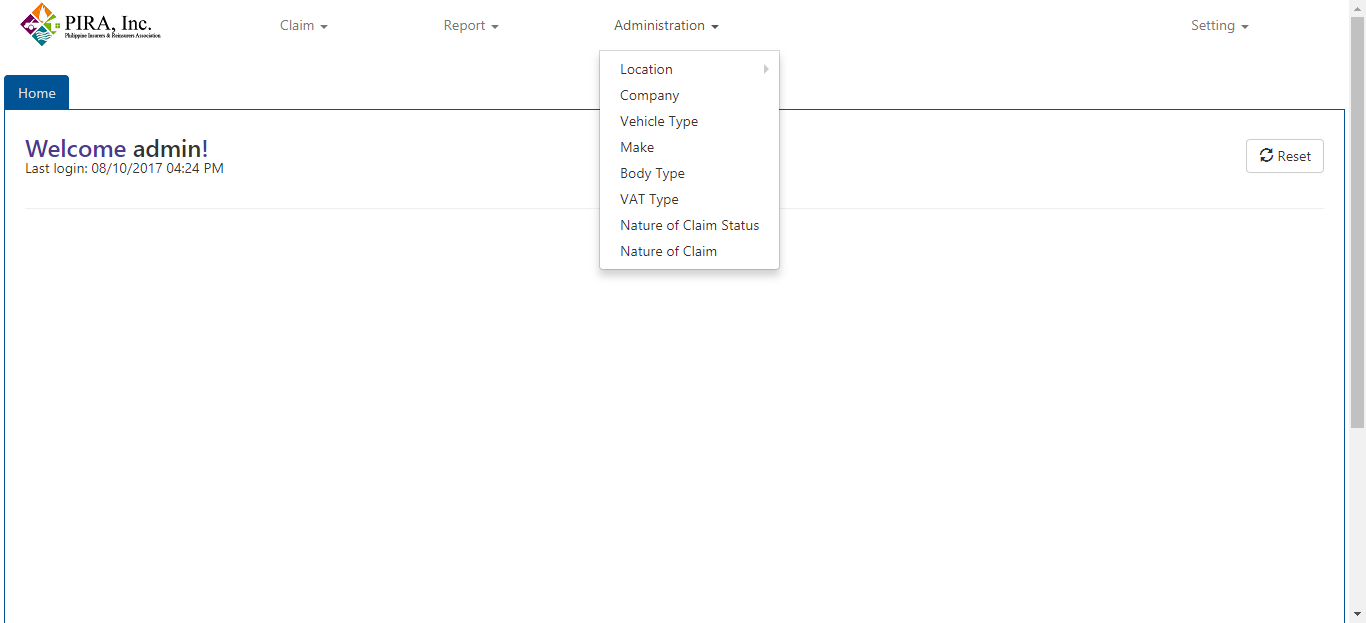 PIRA, Inc.
Philippine Insurers & Reinsurers Association
Claim
Report
Administration
Setting
Location
Company
Vehicle Type
Make
Body Type
VAT Type
Nature of Claim Status
Nature of Claim
Home
Welcome admin!
Last login: 08/10/2017 04:24 PM
Reset